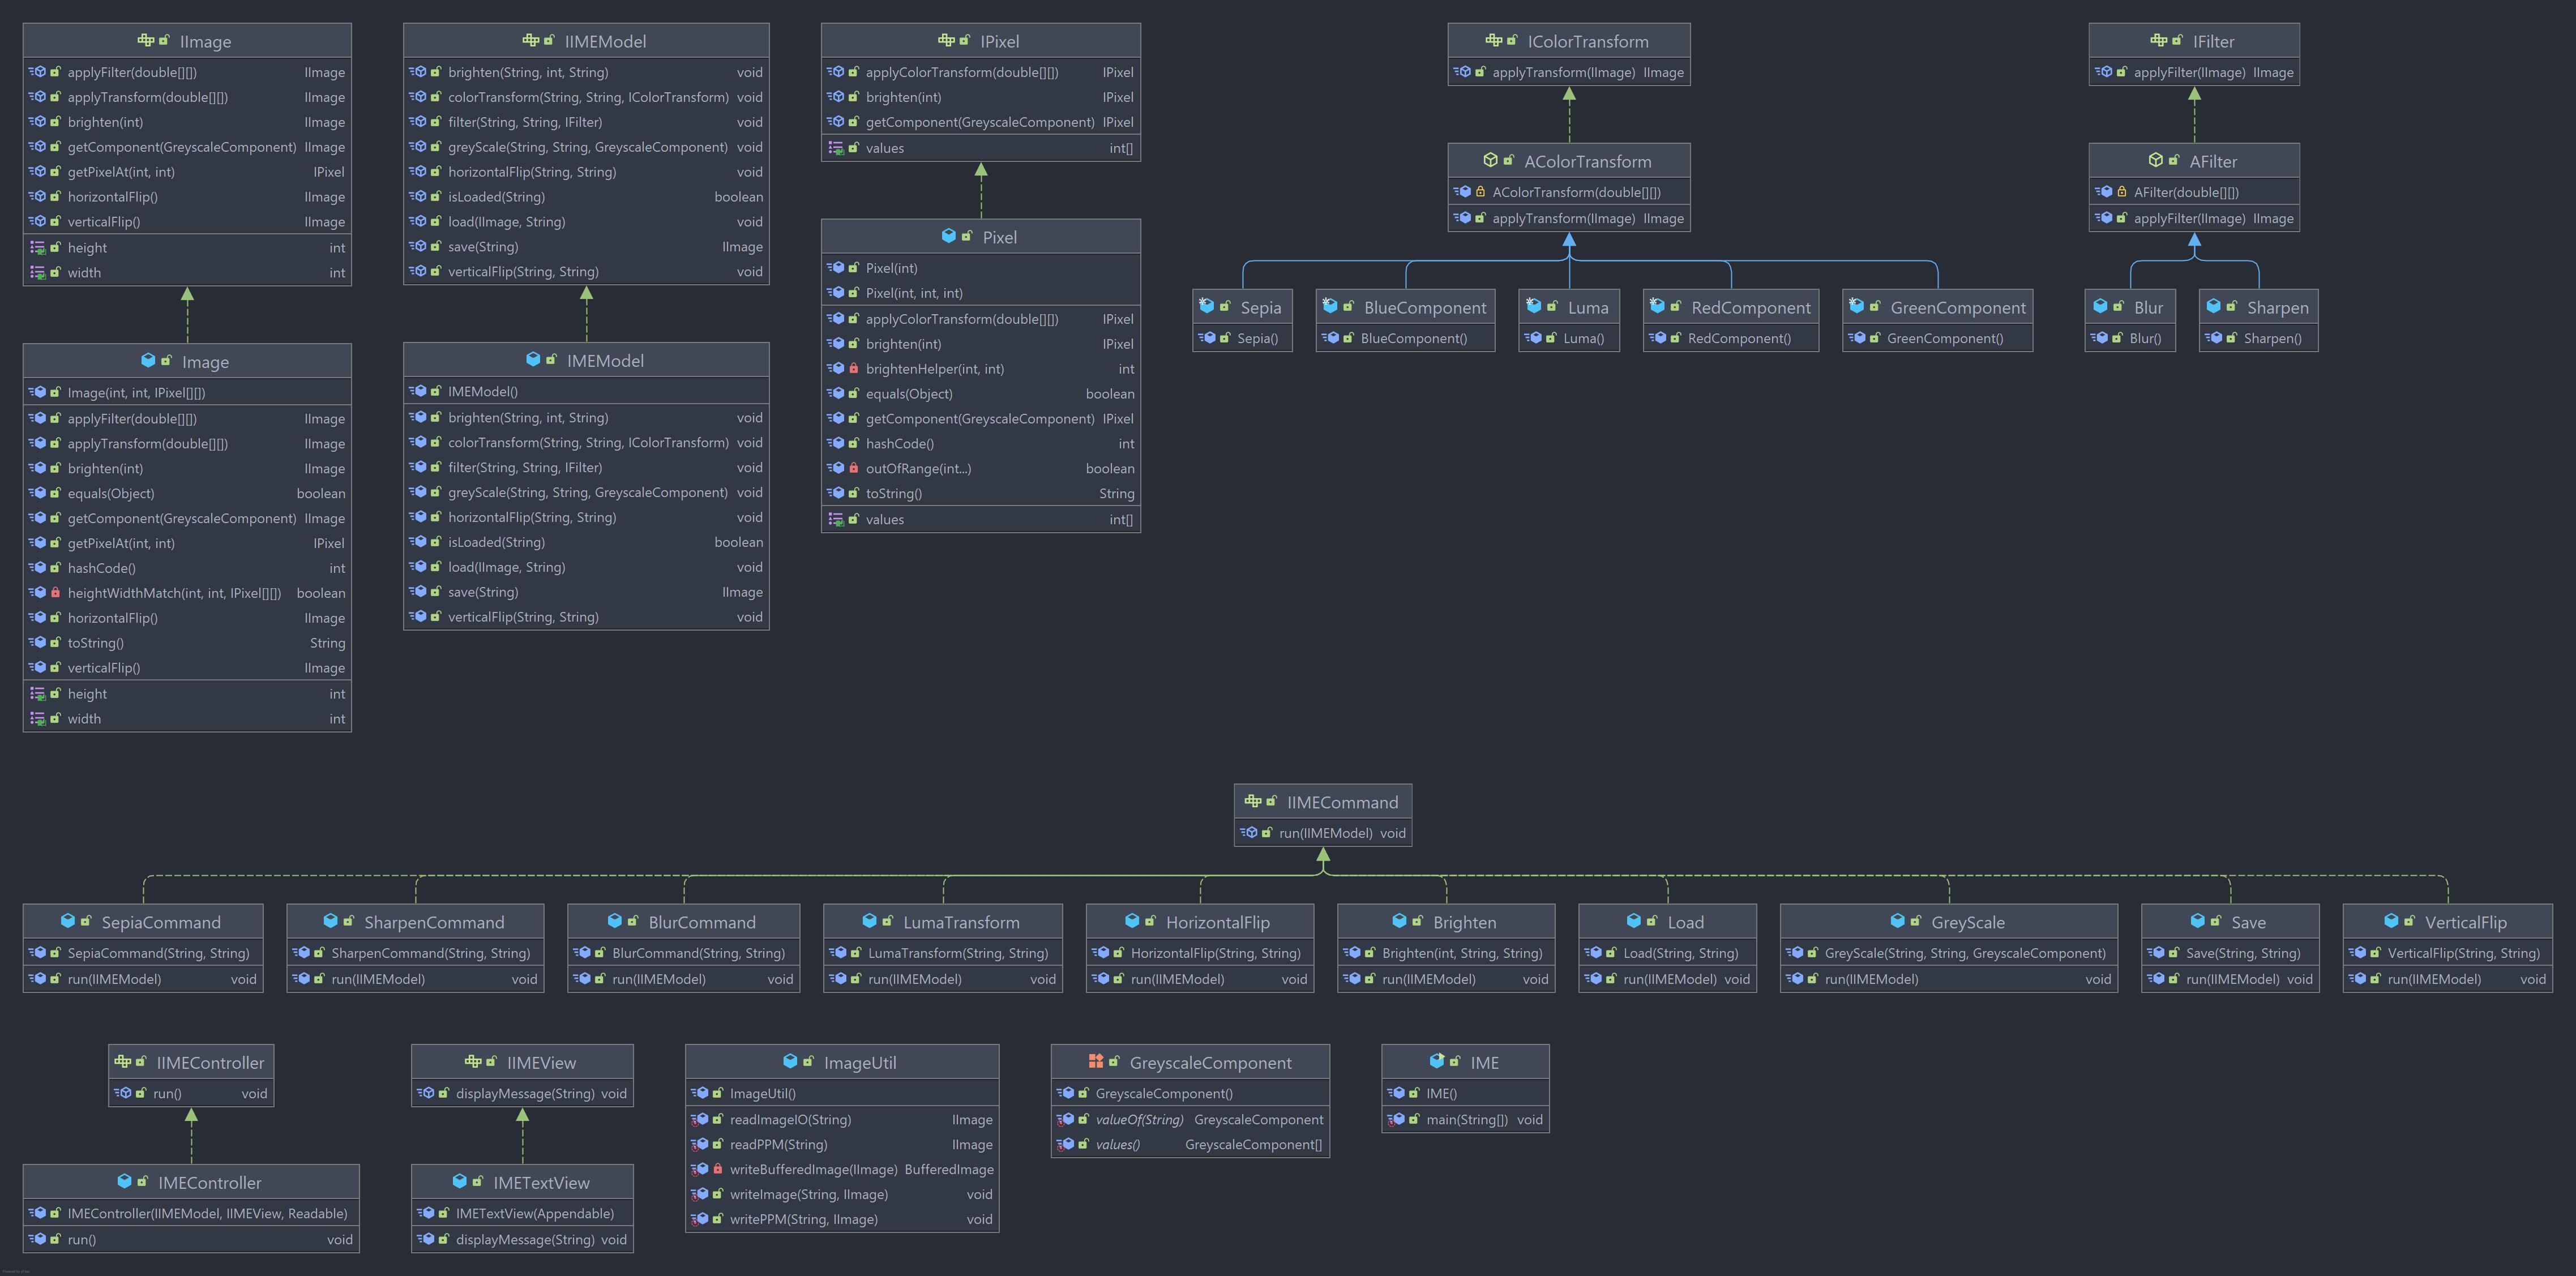 IImage
applyFilter(double[][]) IImage
applyTransform(double[][]) IImage
brighten(int) IImage
getComponent(GreyscaleComponent) IImage
getPixelAt(int, int) IPixel
horizontalFlip() IImage
verticalFlip() IImage
height int
width int
Image
Image(int, int, IPixel[][])
applyFilter(double[][]) IImage
applyTransform(double[][]) IImage
brighten(int) IImage
equals(Object) boolean
getComponent(GreyscaleComponent) IImage
getPixelAt(int, int) IPixel
hashCode() int
heightWidthMatch(int, int, IPixel[][]) boolean
horizontalFlip() IImage
toString() String
verticalFlip() IImage
height int
width int
IIMEModel
brighten(String, int, String) void
colorTransform(String, String, IColorTransform) void
filter(String, String, IFilter) void
greyScale(String, String, GreyscaleComponent) void
horizontalFlip(String, String) void
isLoaded(String) boolean
load(IImage, String) void
save(String) IImage
verticalFlip(String, String) void
IMEModel
IMEModel()
brighten(String, int, String) void
colorTransform(String, String, IColorTransform) void
filter(String, String, IFilter) void
greyScale(String, String, GreyscaleComponent) void
horizontalFlip(String, String) void
isLoaded(String) boolean
load(IImage, String) void
save(String) IImage
verticalFlip(String, String) void
IPixel
applyColorTransform(double[][]) IPixel
brighten(int) IPixel
getComponent(GreyscaleComponent) IPixel
values int[]
Pixel
Pixel(int)
Pixel(int, int, int)
applyColorTransform(double[][]) IPixel
brighten(int) IPixel
brightenHelper(int, int) int
equals(Object) boolean
getComponent(GreyscaleComponent) IPixel
hashCode() int
outOfRange(int...) boolean
toString() String
values int[]
IColorTransform
applyTransform(IImage) IImage
AColorTransform
AColorTransform(double[][])
applyTransform(IImage) IImage
Sepia
Sepia()
BlueComponent
BlueComponent()
Luma
Luma()
RedComponent
RedComponent()
GreenComponent
GreenComponent()
IFilter
applyFilter(IImage) IImage
AFilter
AFilter(double[][])
applyFilter(IImage) IImage
Blur
Blur()
Sharpen
Sharpen()
IIMECommand
run(IIMEModel) void
SepiaCommand
SepiaCommand(String, String)
run(IIMEModel) void
SharpenCommand
SharpenCommand(String, String)
run(IIMEModel) void
BlurCommand
BlurCommand(String, String)
run(IIMEModel) void
LumaTransform
LumaTransform(String, String)
run(IIMEModel) void
HorizontalFlip
HorizontalFlip(String, String)
run(IIMEModel) void
Brighten
Brighten(int, String, String)
run(IIMEModel) void
Load
Load(String, String)
run(IIMEModel) void
GreyScale
GreyScale(String, String, GreyscaleComponent)
run(IIMEModel) void
Save
Save(String, String)
run(IIMEModel) void
VerticalFlip
VerticalFlip(String, String)
run(IIMEModel) void
IIMEController
run() void
IMEController
IMEController(IIMEModel, IIMEView, Readable)
run() void
IIMEView
displayMessage(String) void
IMETextView
IMETextView(Appendable)
displayMessage(String) void
ImageUtil
ImageUtil()
readImageIO(String) IImage
readPPM(String) IImage
writeBufferedImage(IImage) BufferedImage
writeImage(String, IImage) void
writePPM(String, IImage) void
GreyscaleComponent
GreyscaleComponent()
valueOf(String) GreyscaleComponent
values() GreyscaleComponent[]
IME
IME()
main(String[]) void